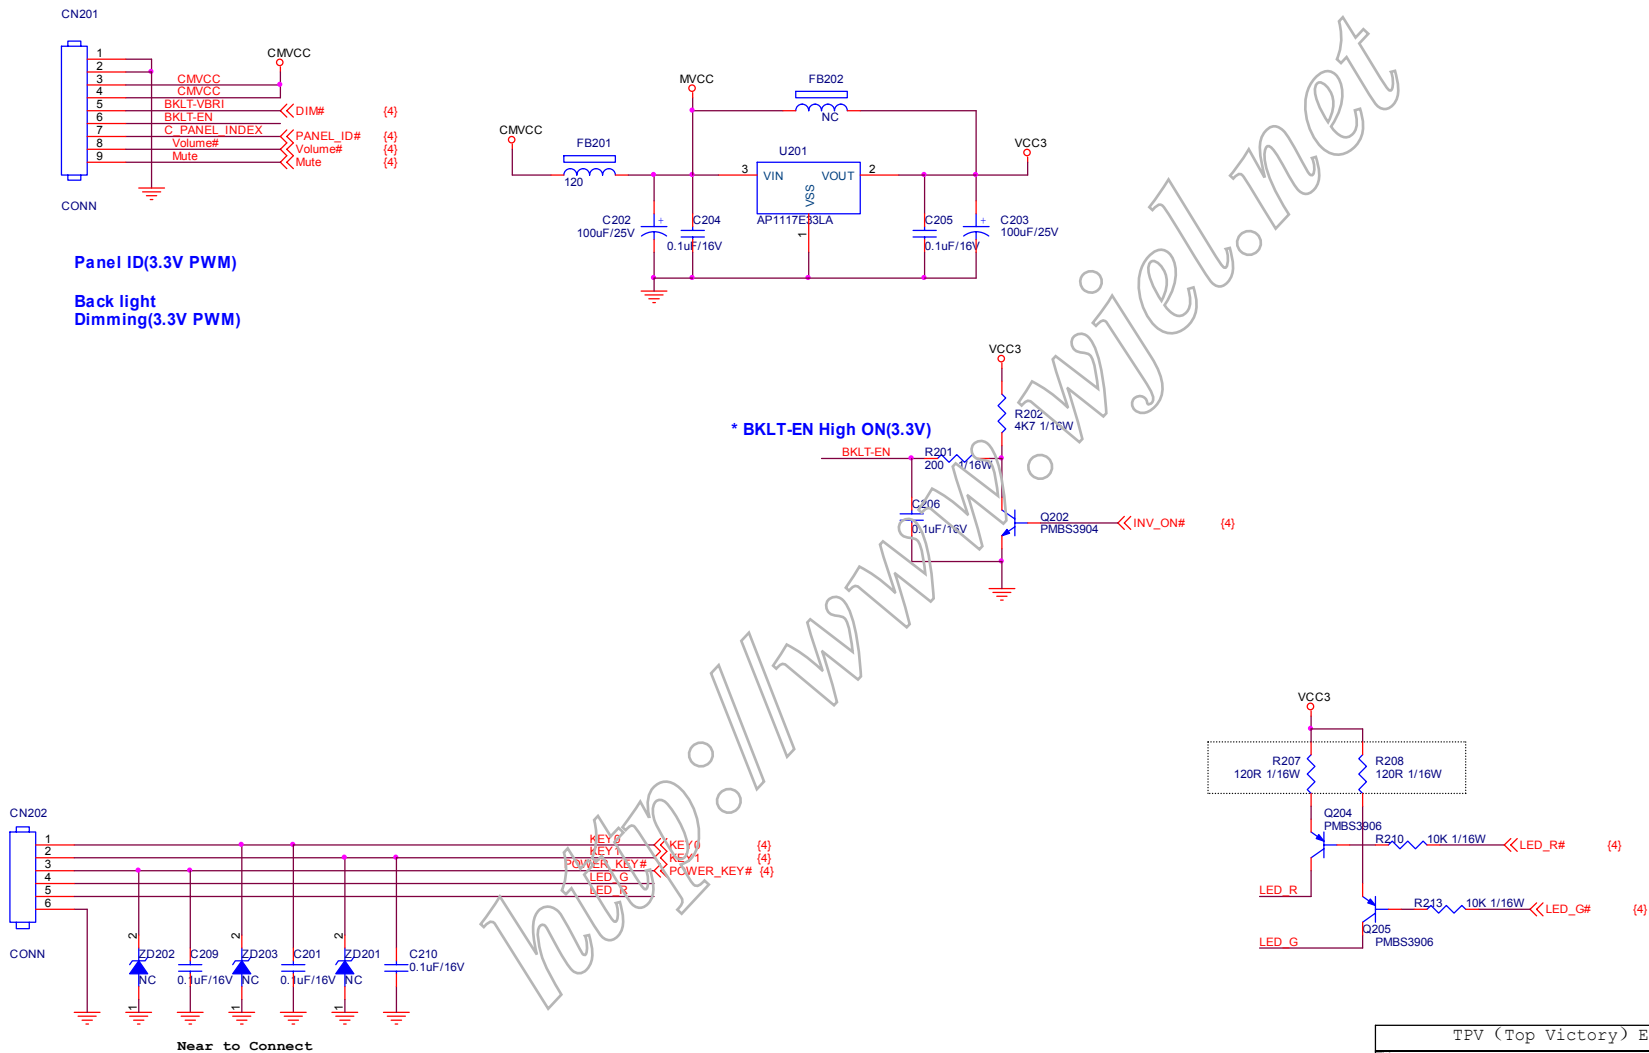 CN201
1
2
3
4
5
6
7
8
9
CMVCC
CMVCC
BKLT-VBRI
BKLT-EN
C_PANEL_INDEX
Volume#
Mute
CMVCC
DIM# {4}
PANEL_ID# {4}
Volume# {4}
Mute {4}
CONN
Panel ID(3.3V PWM)
Back light
Dimming(3.3V PWM)
CMVCC
FB201
120
MVCC
FB202
NC
U201
3 VIN VOUT 2
VSS
1
AP1117E33LA
VCC3
C202
100uF/25V
C204
0.1uF/16V
C205
0.1uF/16V
C203
100uF/25V
* BKLT-EN High ON(3.3V)
VCC3
R202
4K7 1/16W
BKLT-EN
R201
200 1/16W
C206
0.1uF/16V
Q202
PMBS3904
INV_ON# {4}
http://www.wjel.net
VCC3
R207
120R 1/16W
R208
120R 1/16W
Q204
PMBS3906
R210 10K 1/16W
LED_R# {4}
LED_R
R213 10K 1/16W
LED_G# {4}
Q205
PMBS3906
LED_G
CN202
1
2
3
4
5
6
KEY0
KEY1
POWER_KEY#
LED_G
LED_R
KEY0 {4}
KEY1 {4}
POWER_KEY# {4}
CONN
2
ZD202
NC
1
C209
0.1uF/16V
2
ZD203
NC
1
C201
0.1uF/16V
2
ZD201
NC
1
C210
0.1uF/16V
Near to Connect
TPV (Top Victory) E